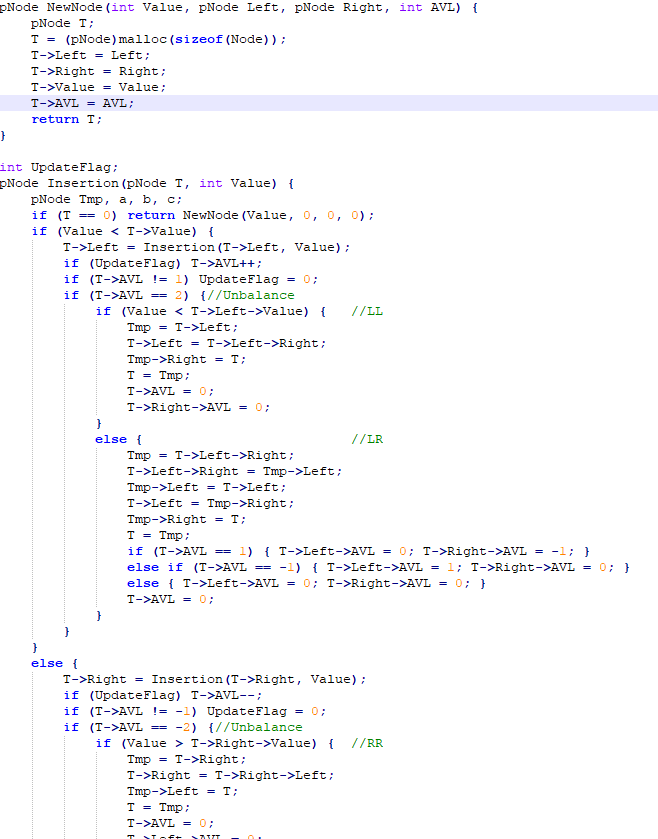 pNode NewNode(int Value, pNode Left, pNode Right, int AVL) {
    pNode T;
    T = (pNode)malloc(sizeof(Node));
    T->Left = Left;
    T->Right = Right;
    T->Value = Value;
    T->AVL = AVL;
    return T;
}

int UpdateFlag;
pNode Insertion(pNode T, int Value) {
    pNode Tmp, a, b, c;
    if (T == 0) return NewNode(Value, 0, 0, 0);
    if (Value < T->Value) {
        T->Left = Insertion(T->Left, Value);
        if (UpdateFlag) T->AVL++;
        if (T->AVL != 1) UpdateFlag = 0;
        if (T->AVL == 2) {//Unbalance
            if (Value < T->Left->Value) {   //LL
                Tmp = T->Left;
                T->Left = T->Left->Right;
                Tmp->Right = T;
                T = Tmp;
                T->AVL = 0;
                T->Right->AVL = 0;
            }
            else {                          //LR
                Tmp = T->Left->Right;
                T->Left->Right = Tmp->Left;
                Tmp->Left = T->Left;
                T->Left = Tmp->Right;
                Tmp->Right = T;
                T = Tmp;
                if (T->AVL == 1) { T->Left->AVL = 0; T->Right->AVL = -1; }
                else if (T->AVL == -1) { T->Left->AVL = 1; T->Right->AVL = 0; }
                else { T->Left->AVL = 0; T->Right->AVL = 0; }
                T->AVL = 0;
            }
        }
    }
    else {
        T->Right = Insertion(T->Right, Value);
        if (UpdateFlag) T->AVL--;
        if (T->AVL != -1) UpdateFlag = 0;
        if (T->AVL == -2) {//Unbalance
            if (Value > T->Right->Value) {  //RR
                Tmp = T->Right;
                T->Right = T->Right->Left;
                Tmp->Left = T;
                T = Tmp;
                T->AVL = 0;
                T->Left->AVL = 0;